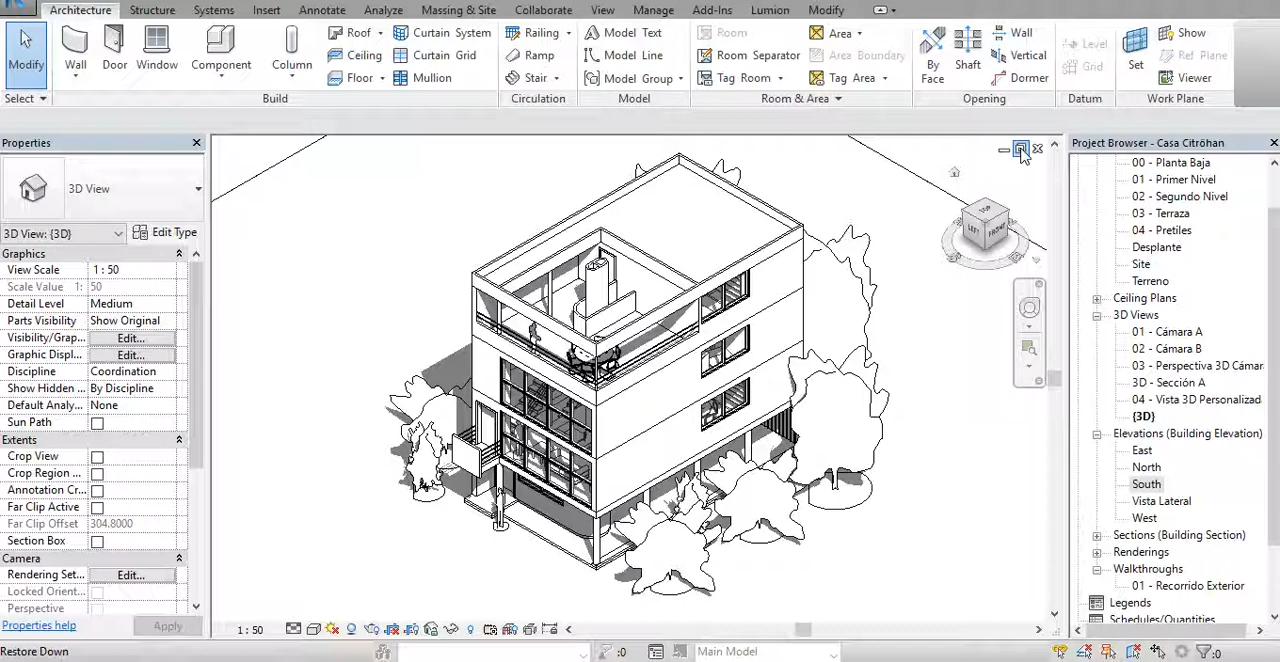 Architecture Structure Systems Insert Annotate Analyze Massing & Site Collaborate View Manage Add-Ins Lumion Modify
Modify
Wall
Door
Window
Component
Column
Roof
Ceiling
Floor
Curtain System
Curtain Grid
Mullion
Railing
Ramp
Stair
Model Text
Model Line
Model Group
Room
Room Separator
Tag Room
Area
Area Boundary
Tag Area
By
Face
Shaft
Wall
Vertical
Dormer
Level
Grid
Set
Show
Ref Plane
Viewer
Select Build Circulation Model Room & Area Opening Datum Work Plane
Properties
3D View
3D View: {3D} Edit Type
Graphics
View Scale 1 : 50
Scale Value 1: 50
Detail Level Medium
Parts Visibility Show Original
Visibility/Grap... Edit...
Graphic Displ... Edit...
Discipline Coordination
Show Hidden ... By Discipline
Default Analy... None
Sun Path
Extents
Crop View
Crop Region ...
Annotation Cr...
Far Clip Active
Far Clip Offset 304.8000
Section Box
Camera
Rendering Set... Edit...
Locked Orient...
Perspective
Properties help Apply
TOP
LEFT
FRONT
1 : 50
Project Browser - Casa Citröhan
00 - Planta Baja
01 - Primer Nivel
02 - Segundo Nivel
03 - Terraza
04 - Pretiles
Desplante
Site
Terreno
Ceiling Plans
3D Views
01 - Cámara A
02 - Cámara B
03 - Perspectiva 3D Cámar
3D - Sección A
04 - Vista 3D Personalizad
{3D}
Elevations (Building Elevation)
East
North
South
Vista Lateral
West
Sections (Building Section)
Renderings
Walkthroughs
01 - Recorrido Exterior
Legends
Schedules/Quantities
Restore Down :0 Main Model :0